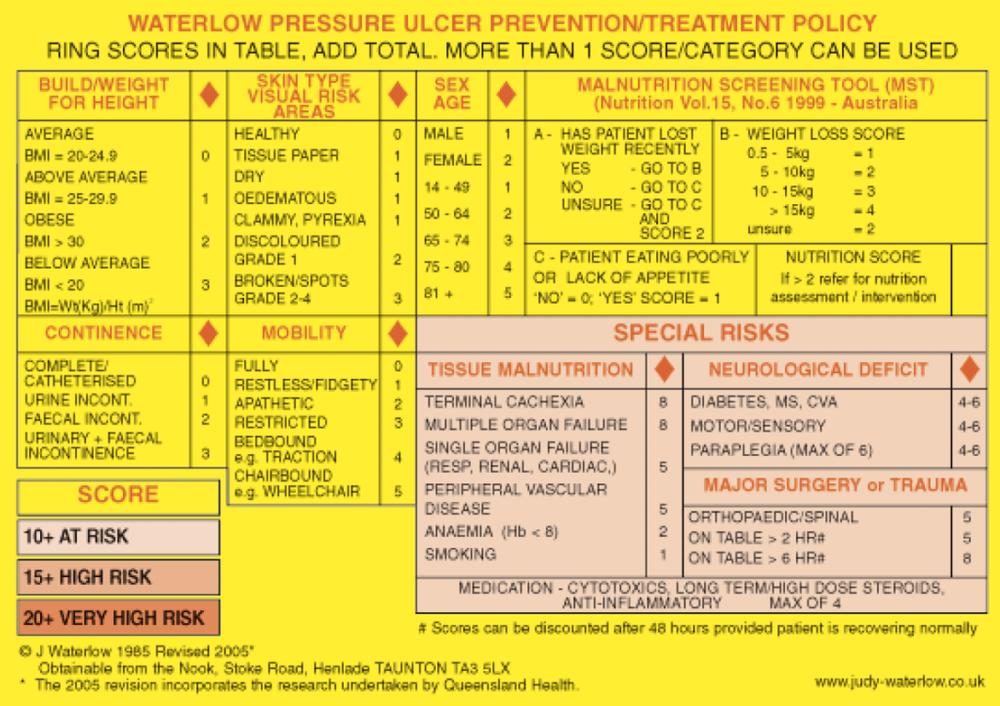 WATERLOW PRESSURE ULCER PREVENTION/TREATMENT POLICY
RING SCORES IN TABLE, ADD TOTAL. MORE THAN 1 SCORE/CATEGORY CAN BE USED
BUILD/WEIGHT
FOR HEIGHT
AVERAGE
BMI = 20-24.9 0
ABOVE AVERAGE
BMI = 25-29.9 1
OBESE
BMI > 30 2
BELOW AVERAGE
BMI < 20 3
BMI=Wt(Kg)/Ht (m)²
SKIN TYPE
VISUAL RISK
AREAS
HEALTHY 0
TISSUE PAPER 1
DRY 1
OEDEMATOUS 1
CLAMMY, PYREXIA 1
DISCOLOURED
GRADE 1 2
BROKEN/SPOTS
GRADE 2-4 3
SEX
AGE
MALE 1
FEMALE 2
14 - 49 1
50 - 64 2
65 - 74 3
75 - 80 4
81 + 5
MALNUTRITION SCREENING TOOL (MST)
(Nutrition Vol.15, No.6 1999 - Australia
A - HAS PATIENT LOST
WEIGHT RECENTLY
YES - GO TO B
NO - GO TO C
UNSURE - GO TO C
AND
SCORE 2
B - WEIGHT LOSS SCORE
0.5 - 5kg = 1
5 - 10kg = 2
10 - 15kg = 3
> 15kg = 4
unsure = 2
C - PATIENT EATING POORLY
OR LACK OF APPETITE
'NO' = 0; 'YES' SCORE = 1
NUTRITION SCORE
If > 2 refer for nutrition
assessment / intervention
CONTINENCE
COMPLETE/
CATHETERISED 0
URINE INCONT. 1
FAECAL INCONT. 2
URINARY + FAECAL
INCONTINENCE 3
MOBILITY
FULLY 0
RESTLESS/FIDGETY 1
APATHETIC 2
RESTRICTED 3
BEDBOUND
e.g. TRACTION 4
CHAIRBOUND
e.g. WHEELCHAIR 5
SPECIAL RISKS
TISSUE MALNUTRITION
TERMINAL CACHEXIA 8
MULTIPLE ORGAN FAILURE 8
SINGLE ORGAN FAILURE
(RESP, RENAL, CARDIAC,) 5
PERIPHERAL VASCULAR
DISEASE 5
ANAEMIA (Hb < 8) 2
SMOKING 1
NEUROLOGICAL DEFICIT
DIABETES, MS, CVA 4-6
MOTOR/SENSORY 4-6
PARAPLEGIA (MAX OF 6) 4-6
MAJOR SURGERY or TRAUMA
ORTHOPAEDIC/SPINAL 5
ON TABLE > 2 HR# 5
ON TABLE > 6 HR# 8
MEDICATION - CYTOTOXICS, LONG TERM/HIGH DOSE STEROIDS,
ANTI-INFLAMMATORY MAX OF 4
SCORE
10+ AT RISK
15+ HIGH RISK
20+ VERY HIGH RISK
# Scores can be discounted after 48 hours provided patient is recovering normally
© J Waterlow 1985 Revised 2005*
Obtainable from the Nook, Stoke Road, Henlade TAUNTON TA3 5LX
* The 2005 revision incorporates the research undertaken by Queensland Health.
www.judy-waterlow.co.uk